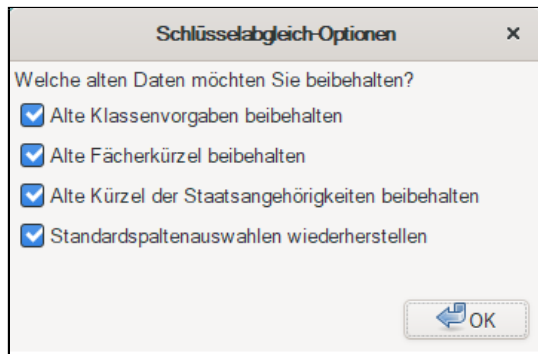 Schlüsselabgleich-Optionen
Welche alten Daten möchten Sie beibehalten?
Alte Klassenvorgaben beibehalten
Alte Fächerkürzel beibehalten
Alte Kürzel der Staatsangehörigkeiten beibehalten
Standardspaltenauswahlen wiederherstellen
OK